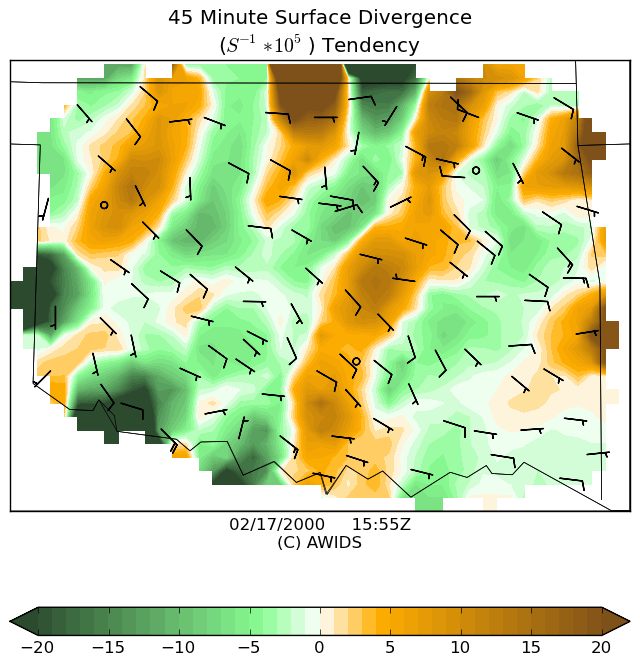 45 Minute Surface Divergence
(S⁻¹ *10⁵ ) Tendency
02/17/2000 15:55Z
(C) AWIDS
−20 −15 −10 −5 0 5 10 15 20